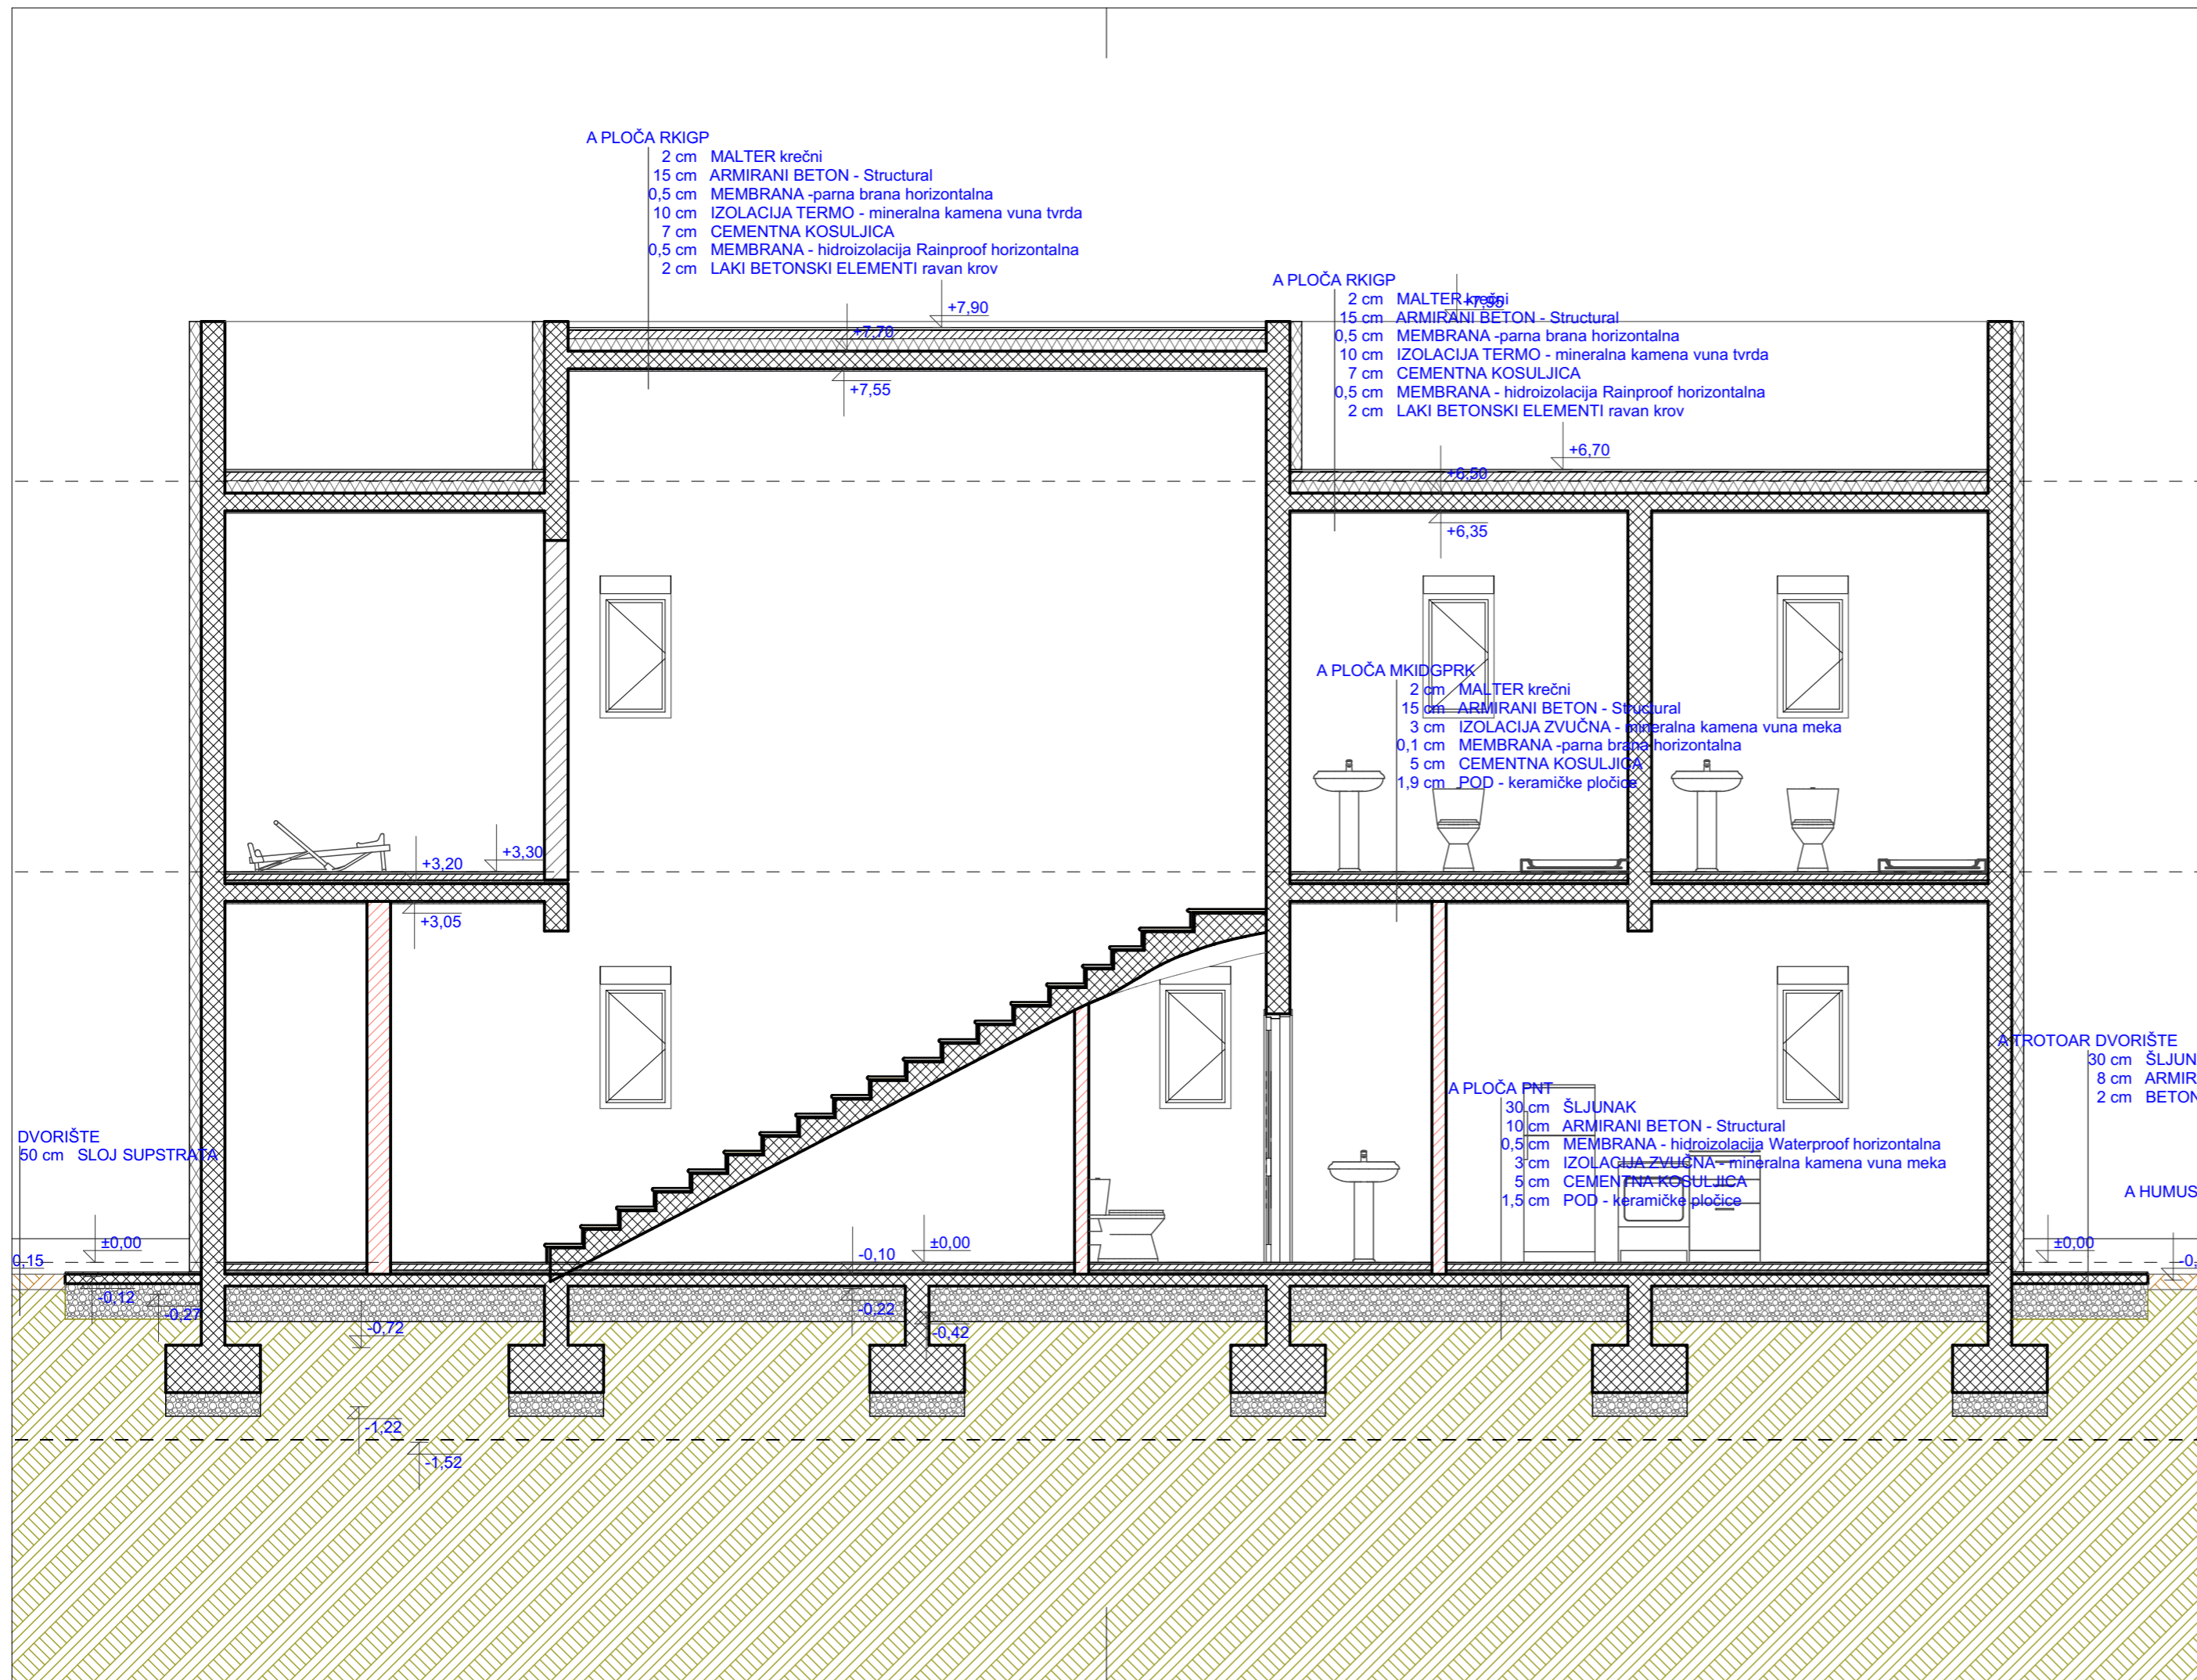 A PLOČA RKIGP
2 cm MALTER krečni
15 cm ARMIRANI BETON - Structural
0,5 cm MEMBRANA -parna brana horizontalna
10 cm IZOLACIJA TERMO - mineralna kamena vuna tvrda
7 cm CEMENTNA KOSULJICA
0,5 cm MEMBRANA - hidroizolacija Rainproof horizontalna
2 cm LAKI BETONSKI ELEMENTI ravan krov
+7,90
+7,70
+7,55
A PLOČA RKIGP
2 cm MALTER krečni
+7,95
15 cm ARMIRANI BETON - Structural
0,5 cm MEMBRANA -parna brana horizontalna
10 cm IZOLACIJA TERMO - mineralna kamena vuna tvrda
7 cm CEMENTNA KOSULJICA
0,5 cm MEMBRANA - hidroizolacija Rainproof horizontalna
2 cm LAKI BETONSKI ELEMENTI ravan krov
+6,70
+6,50
+6,35
A PLOČA MKIDGPRK
2 cm MALTER krečni
15 cm ARMIRANI BETON - Structural
3 cm IZOLACIJA ZVUČNA - mineralna kamena vuna meka
0,1 cm MEMBRANA -parna brana horizontalna
5 cm CEMENTNA KOSULJICA
1,9 cm POD - keramičke pločice
+3,30
+3,20
+3,05
A TROTOAR DVORIŠTE
30 cm ŠLJUN
8 cm ARMIR
2 cm BETON
A PLOČA PNT
30 cm ŠLJUNAK
10 cm ARMIRANI BETON - Structural
0,5 cm MEMBRANA - hidroizolacija Waterproof horizontalna
3 cm IZOLACIJA ZVUČNA - mineralna kamena vuna meka
5 cm CEMENTNA KOSULJICA
1,5 cm POD - keramičke pločice
DVORIŠTE
50 cm SLOJ SUPSTRATA
A HUMUS
±0,00
0,15
-0,12
-0,27
-0,72
-0,10
±0,00
-0,22
-0,42
±0,00
-0,
-1,22
-1,52